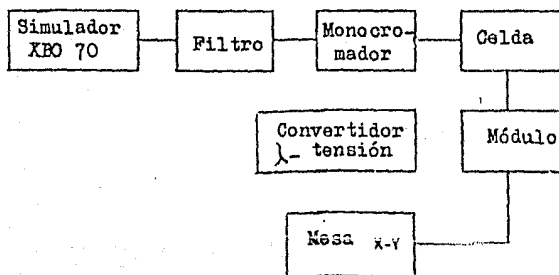 Simulador
XBO 70
Filtro
Monocro-
mador
Celda
Convertidor
λ- tensión
Módulo
Mesa X-Y